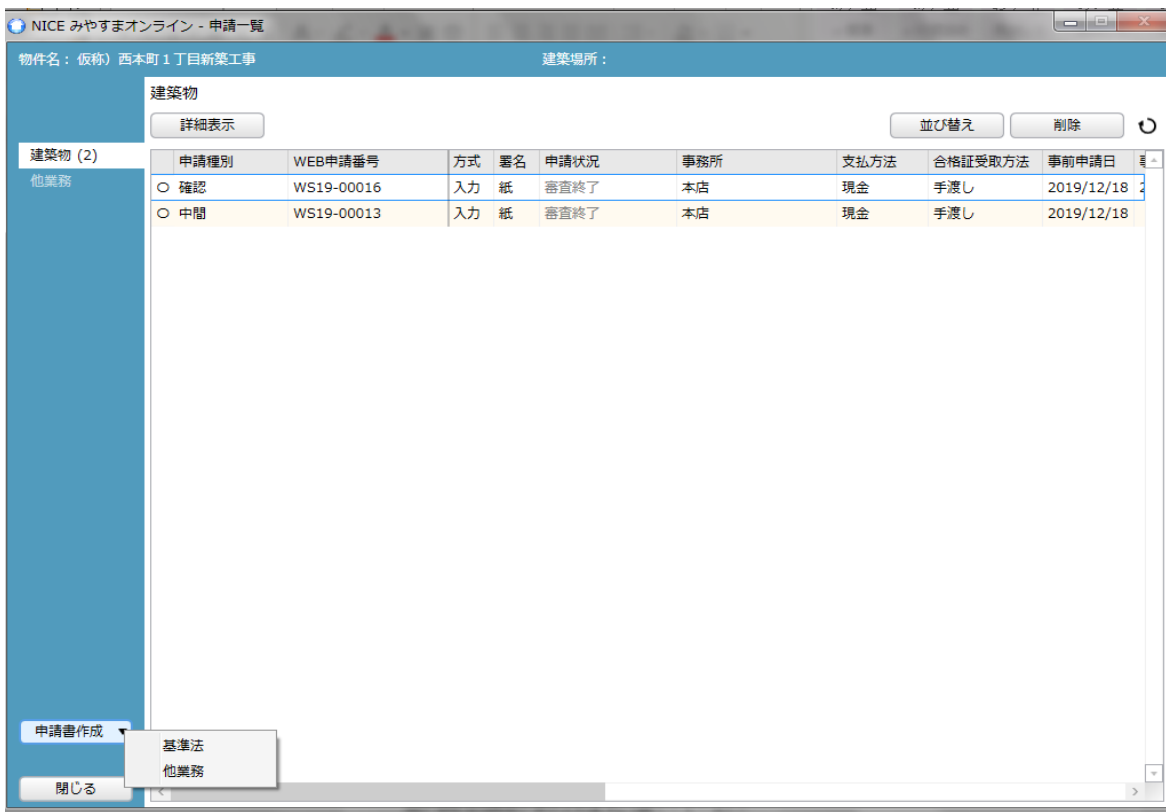 NICE みやすまオンライン - 申請一覧
物件名：仮称）西本町１丁目新築工事 建築場所：
建築物
詳細表示 並び替え 削除
建築物 (2)
他業務
申請種別 WEB申請番号 方式 署名 申請状況 事務所 支払方法 合格証受取方法 事前申請日
確認 WS19-00016 入力 紙 審査終了 本店 現金 手渡し 2019/12/18
中間 WS19-00013 入力 紙 審査終了 本店 現金 手渡し 2019/12/18
申請書作成
基準法
他業務
閉じる